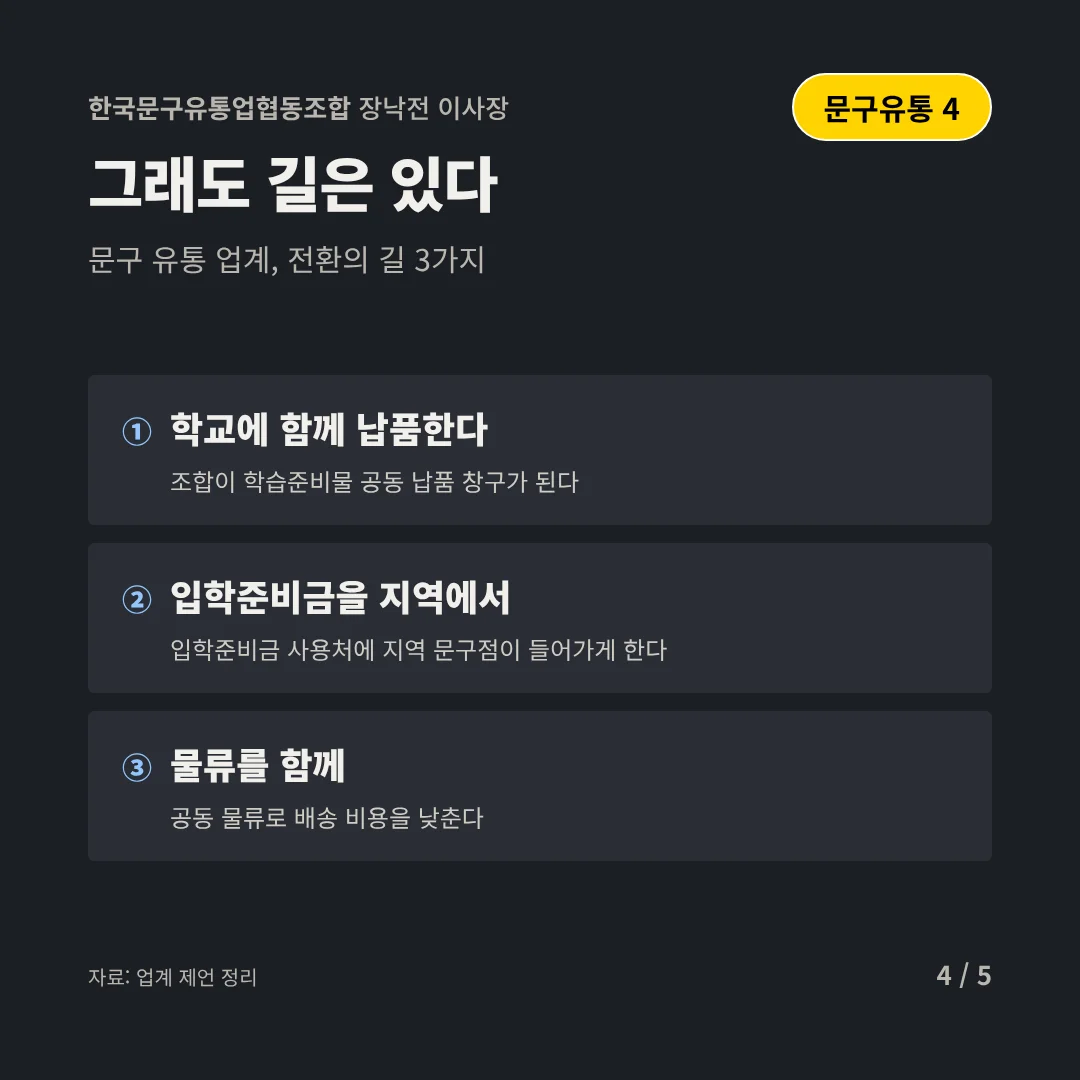 한국문구유통업협동조합 장낙전 이사장
문구유통 4
그래도 길은 있다
문구 유통 업계, 전환의 길 3가지
① 학교에 함께 납품한다
조합이 학습준비물 공동 납품 창구가 된다
② 입학준비금을 지역에서
입학준비금 사용처에 지역 문구점이 들어가게 한다
③ 물류를 함께
공동 물류로 배송 비용을 낮춘다
자료: 업계 제언 정리
4 / 5